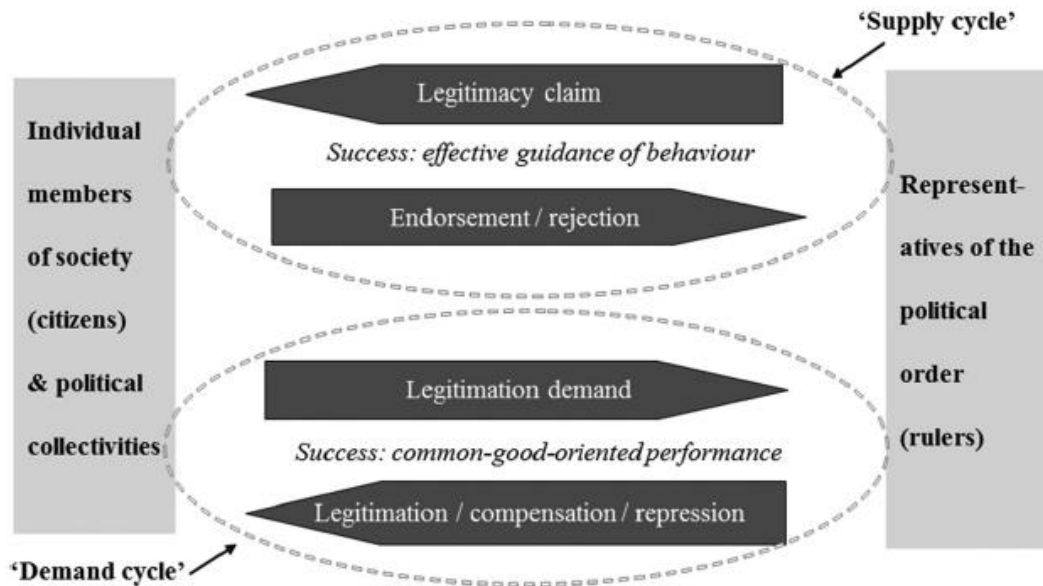 'Supply cycle'
Individual
members
of society
(citizens)
& political
collectivities
Legitimacy claim
Success: effective guidance of behaviour
Endorsement / rejection
Legitimation demand
Success: common-good-oriented performance
Legitimation / compensation / repression
Represent-
atives of the
political
order
(rulers)
'Demand cycle'